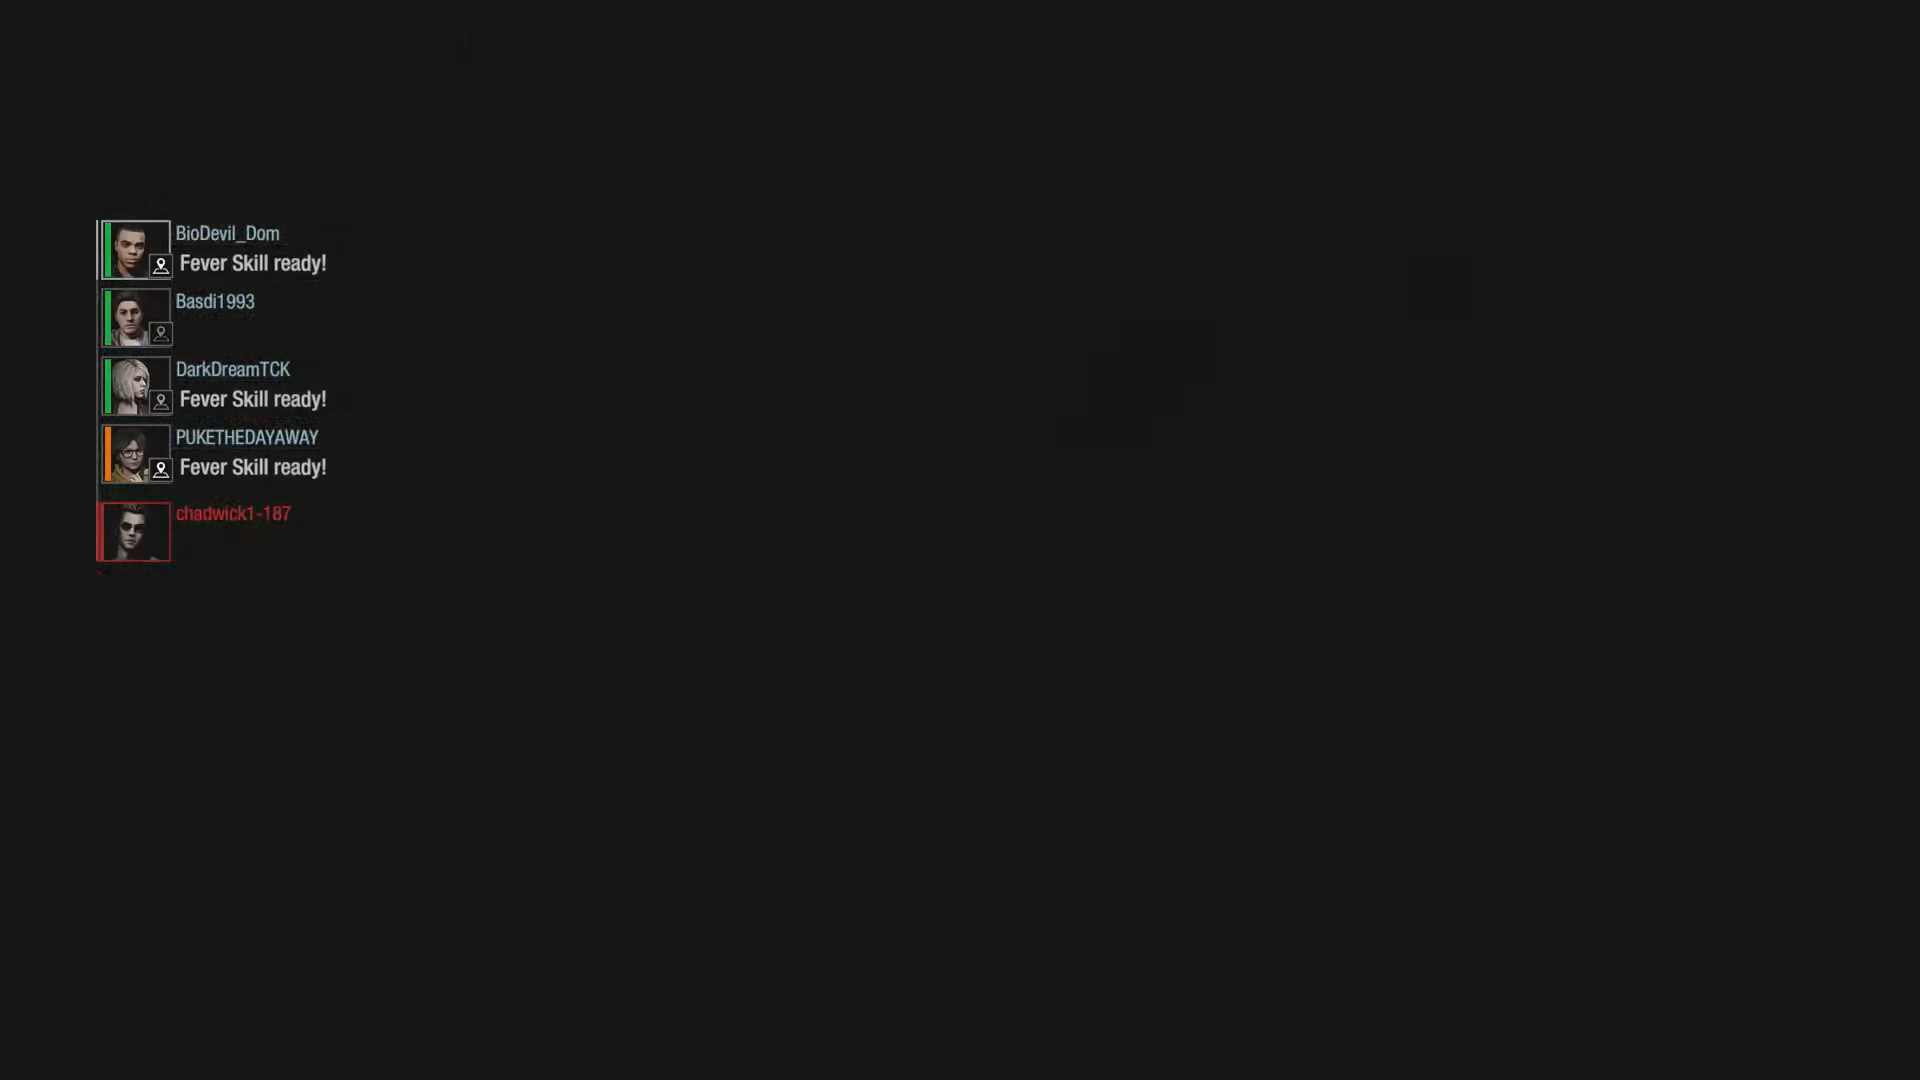 BioDevil_Dom
Fever Skill ready!
Basdi1993
DarkDreamTCK
Fever Skill ready!
PUKETHEDAYAWAY
Fever Skill ready!
chadwick1-187